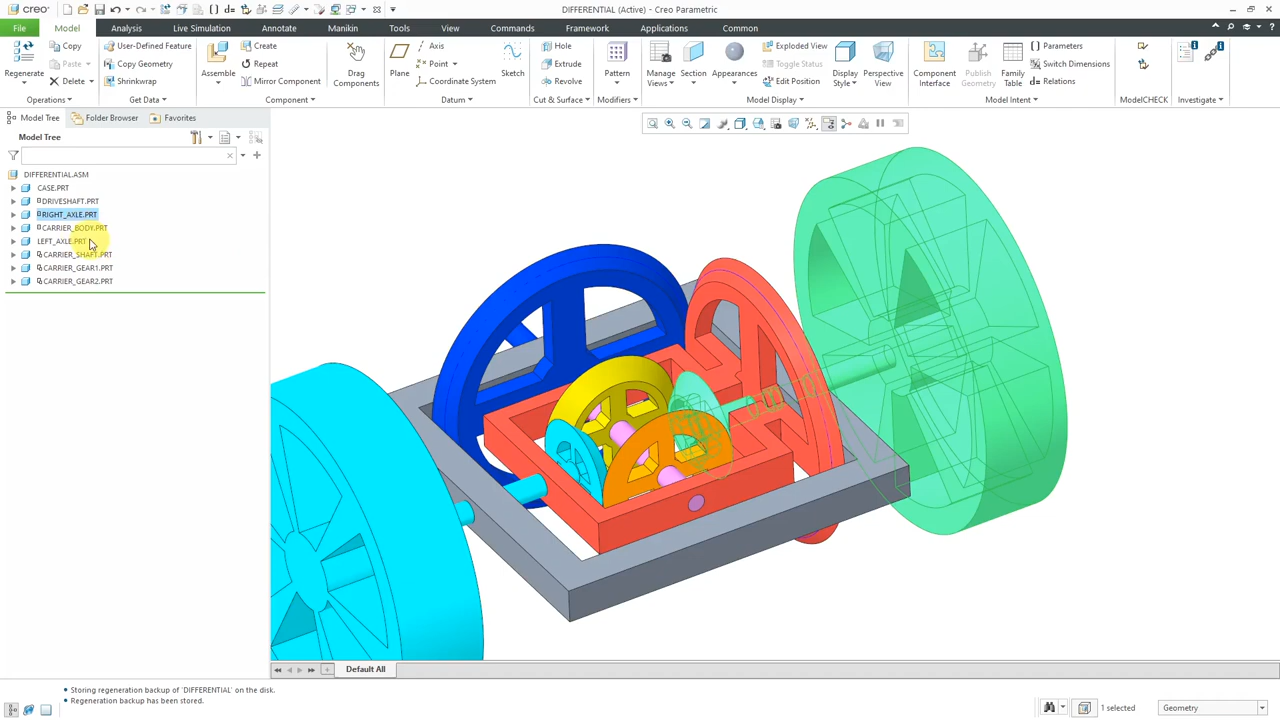 creo
DIFFERENTIAL (Active) - Creo Parametric
File Model Analysis Live Simulation Annotate Manikin Tools View Commands Framework Applications Common
Regenerate
Copy
Paste
Delete
Operations
User-Defined Feature
Copy Geometry
Shrinkwrap
Get Data
Assemble
Create
Repeat
Mirror Component
Component
Drag Components
Plane
Axis
Point
Coordinate System
Sketch
Datum
Hole
Extrude
Revolve
Cut & Surface
Pattern
Modifiers
Manage Views
Section
Appearances
Exploded View
Toggle Status
Edit Position
Display Style
Perspective View
Model Display
Component Interface
Publish Geometry
Family Table
Parameters
Switch Dimensions
Relations
Model Intent
ModelCHECK
Investigate
Model Tree Folder Browser Favorites
Model Tree
DIFFERENTIAL.ASM
CASE.PRT
DRIVESHAFT.PRT
RIGHT_AXLE.PRT
CARRIER_BODY.PRT
LEFT_AXLE.PRT
CARRIER_SHAFT.PRT
CARRIER_GEAR1.PRT
CARRIER_GEAR2.PRT
Default All
• Storing regeneration backup of 'DIFFERENTIAL' on the disk.
• Regeneration backup has been stored.
1 selected
Geometry